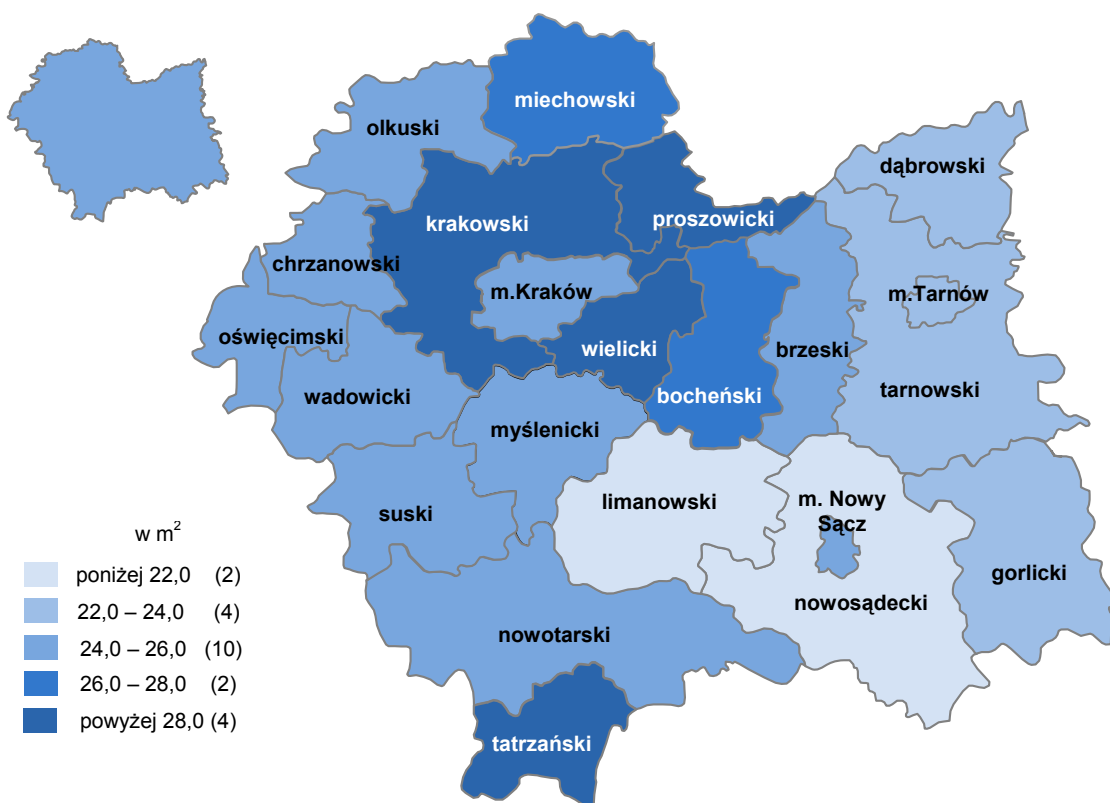 miechowski
olkuski
dąbrowski
krakowski
proszowicki
chrzanowski
m.Kraków
m.Tarnów
oświęcimski
wielicki
brzeski
wadowicki
bocheński
tarnowski
myślenicki
limanowski
m. Nowy
Sącz
suski
gorlicki
nowosądecki
nowotarski
tatrzański
w m²
poniżej 22,0 (2)
22,0 – 24,0 (4)
24,0 – 26,0 (10)
26,0 – 28,0 (2)
powyżej 28,0 (4)